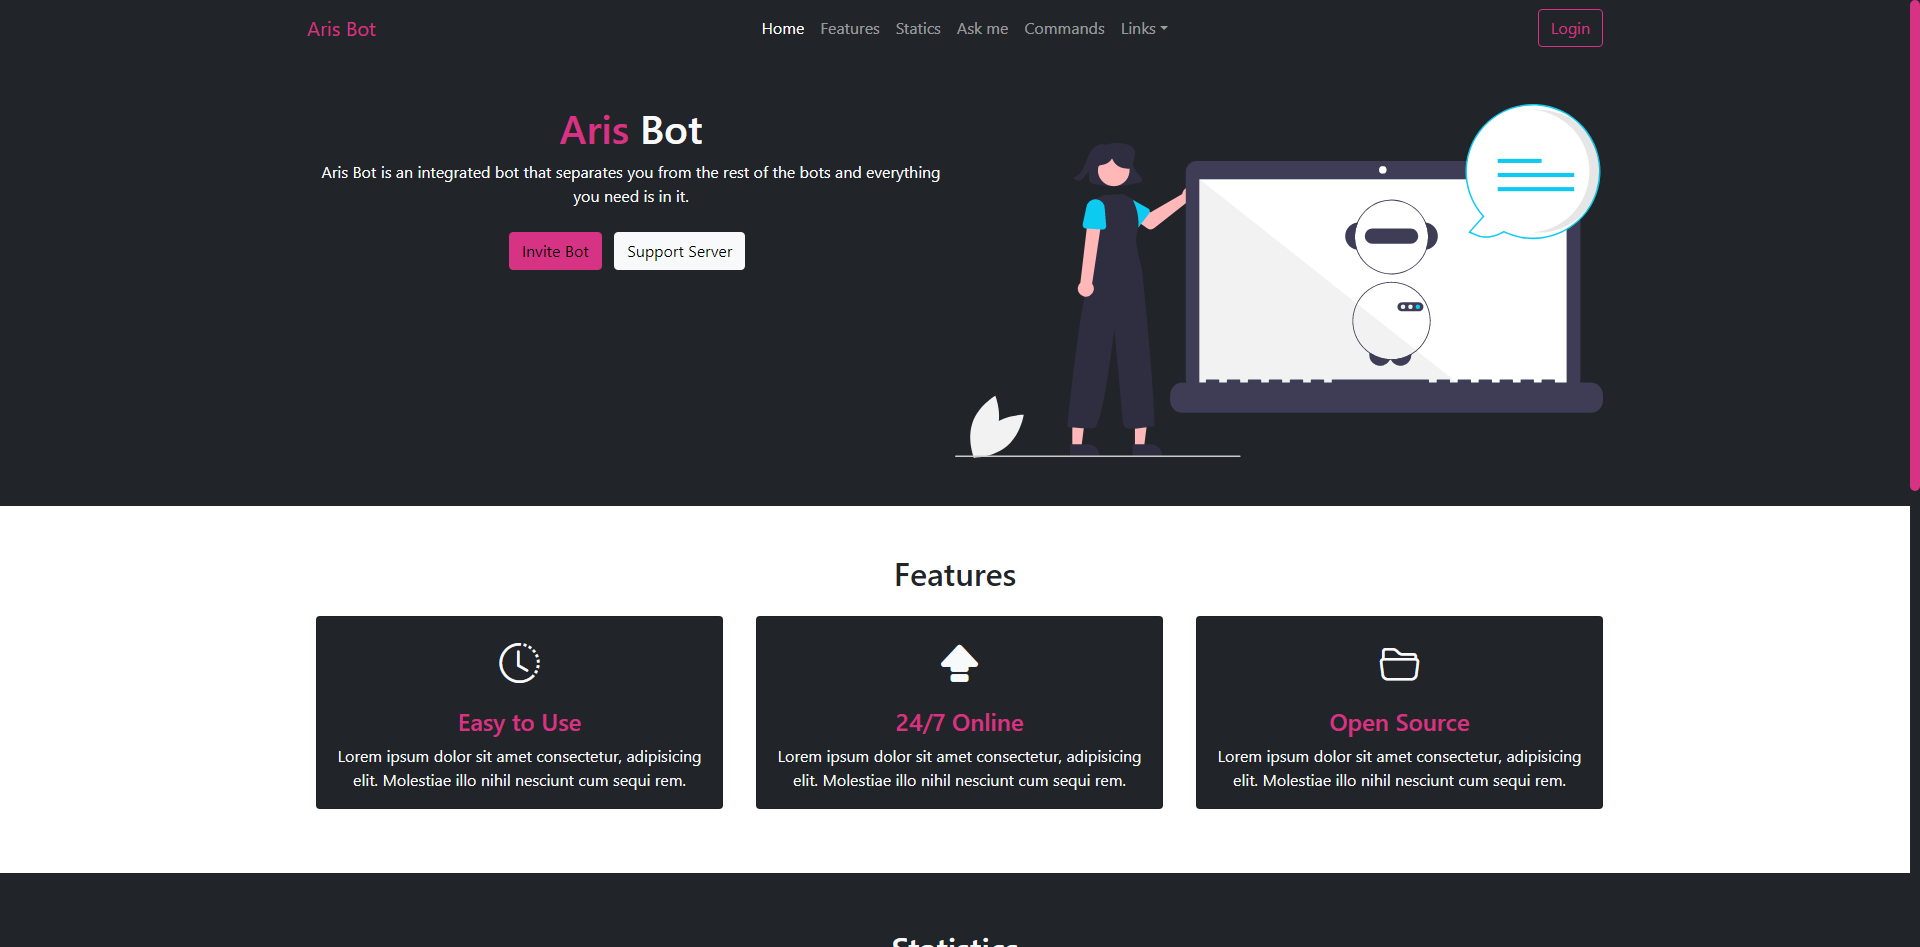 Aris Bot
Home Features Statics Ask me Commands Links
Login
Aris Bot
Aris Bot is an integrated bot that separates you from the rest of the bots and everything
you need is in it.
Invite Bot Support Server
Features
Easy to Use
Lorem ipsum dolor sit amet consectetur, adipisicing
elit. Molestiae illo nihil nesciunt cum sequi rem.
24/7 Online
Lorem ipsum dolor sit amet consectetur, adipisicing
elit. Molestiae illo nihil nesciunt cum sequi rem.
Open Source
Lorem ipsum dolor sit amet consectetur, adipisicing
elit. Molestiae illo nihil nesciunt cum sequi rem.
Statistics